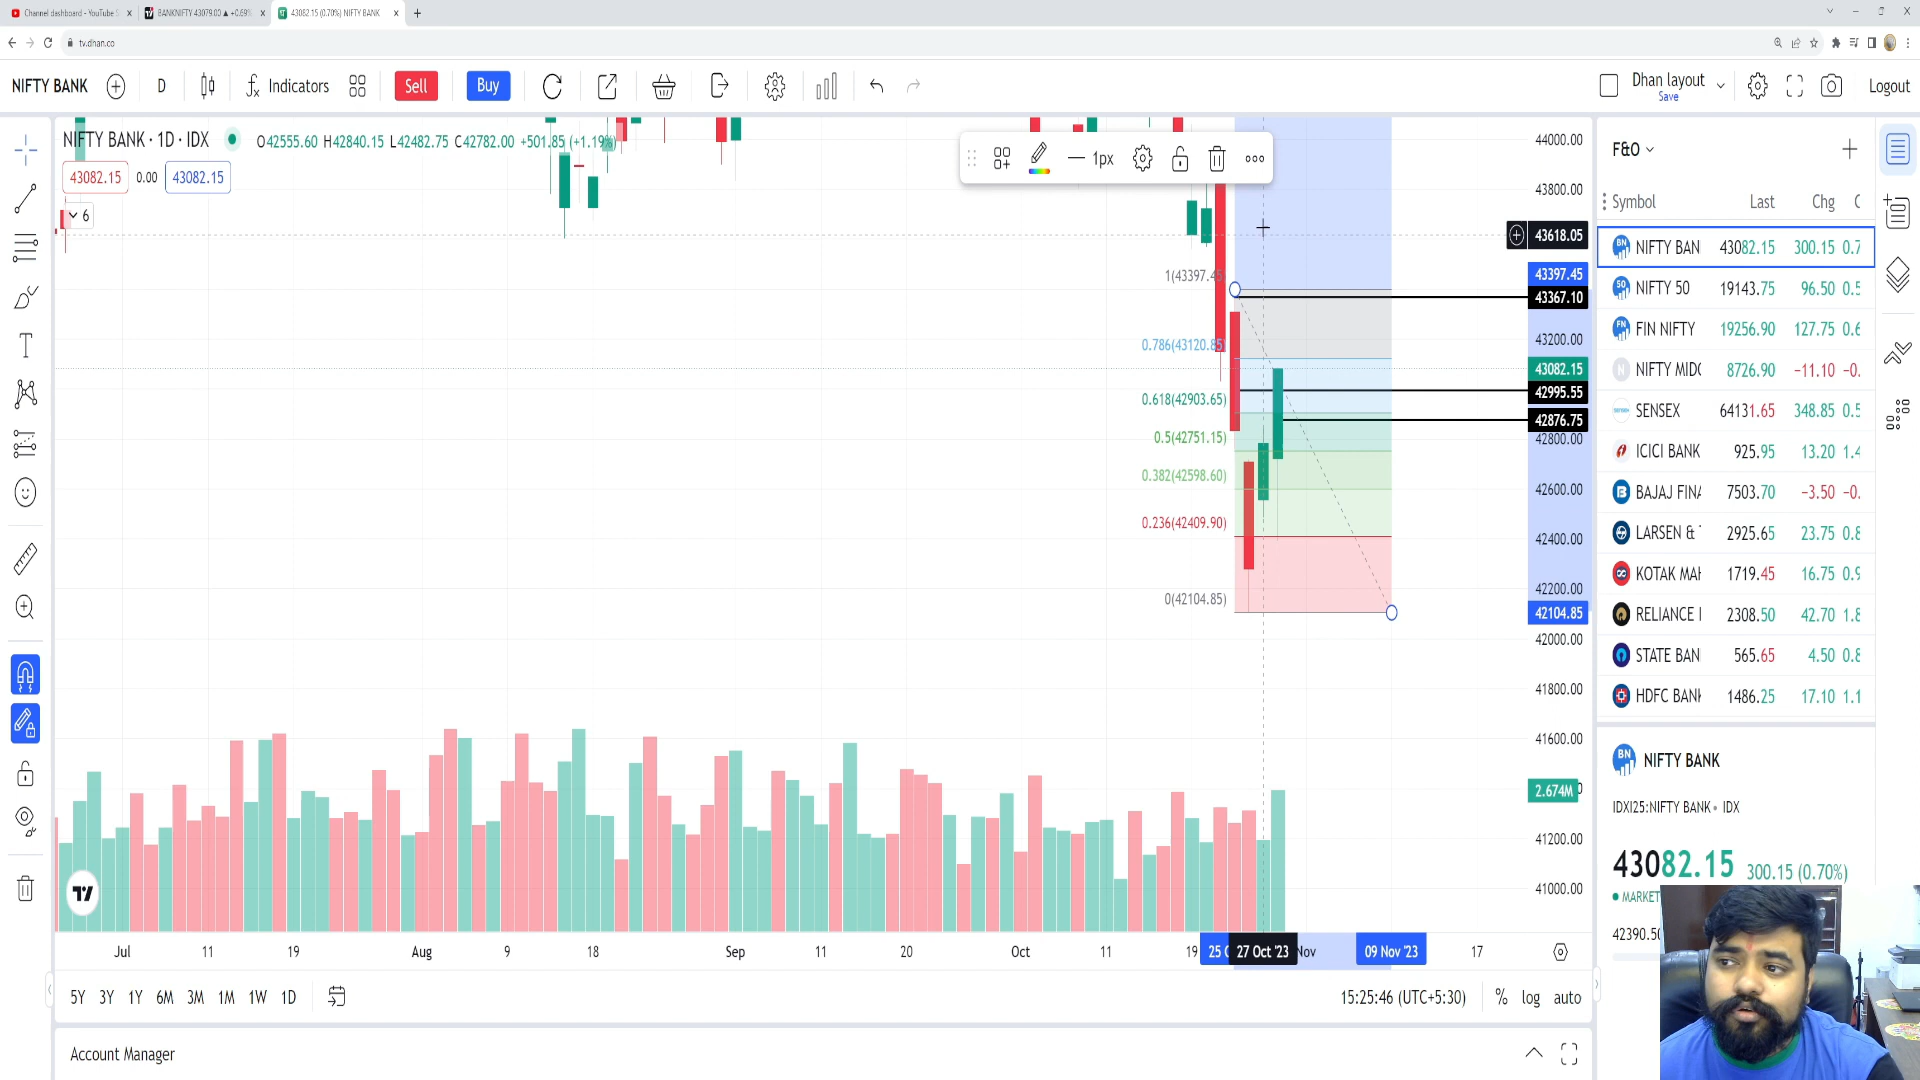 Channel dashboard - YouTube S
BANKNIFTY 43079.00 ▲ +0.69%
43082.15 (0.70%) NIFTY BANK
tv.dhan.co
NIFTY BANK
D
Indicators
Sell
Buy
Dhan layout
Save
Logout
NIFTY BANK · 1D · IDX
O42555.60 H42840.15 L42482.75 C42782.00 +501.85 (+1.19%)
43082.15 0.00 43082.15
6
1px
1(43397.45)
0.786(43120.85)
0.618(42903.65)
0.5(42751.15)
0.382(42598.60)
0.236(42409.90)
0(42104.85)
44000.00
43800.00
43618.05
43397.45
43367.10
43200.00
43082.15
42995.55
42876.75
42800.00
42600.00
42400.00
42200.00
42104.85
42000.00
41800.00
41600.00
2.674M
41200.00
41000.00
Jul 11 19 Aug 9 18 Sep 11 20 Oct 11 19 25 27 Oct '23 Nov 09 Nov '23 17
5Y 3Y 1Y 6M 3M 1M 1W 1D
15:25:46 (UTC+5:30) % log auto
Account Manager
F&O
Symbol Last Chg C
NIFTY BAN 43082.15 300.15 0.7
NIFTY 50 19143.75 96.50 0.5
FIN NIFTY 19256.90 127.75 0.6
NIFTY MIDC 8726.90 −11.10 −0.
SENSEX 64131.65 348.85 0.5
ICICI BANK 925.95 13.20 1.4
BAJAJ FINA 7503.70 −3.50 −0.
LARSEN & T 2925.65 23.75 0.8
KOTAK MAH 1719.45 16.75 0.9
RELIANCE I 2308.50 42.70 1.8
STATE BAN 565.65 4.50 0.8
HDFC BANK 1486.25 17.10 1.1
NIFTY BANK
IDXI25:NIFTY BANK • IDX
43082.15 300.15 (0.70%)
MARKET
42390.50